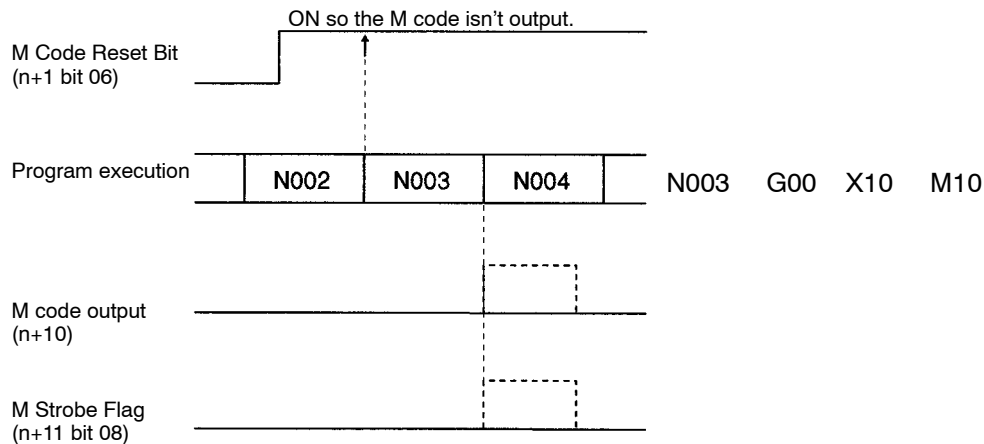 ON so the M code isn't output.
M Code Reset Bit
(n+1 bit 06)
Program execution N002 N003 N004 N003 G00 X10 M10
M code output
(n+10)
M Strobe Flag
(n+11 bit 08)